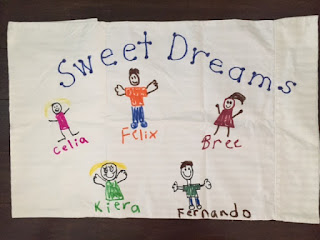 Sweet Dreams
Celia
Felix
Bree
Kiera
Fernando